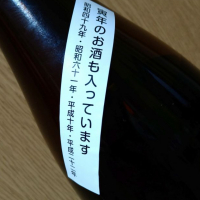 寅年のお酒も入っています
昭和四十九年・昭和六十一年・平成十年・平成二十二年